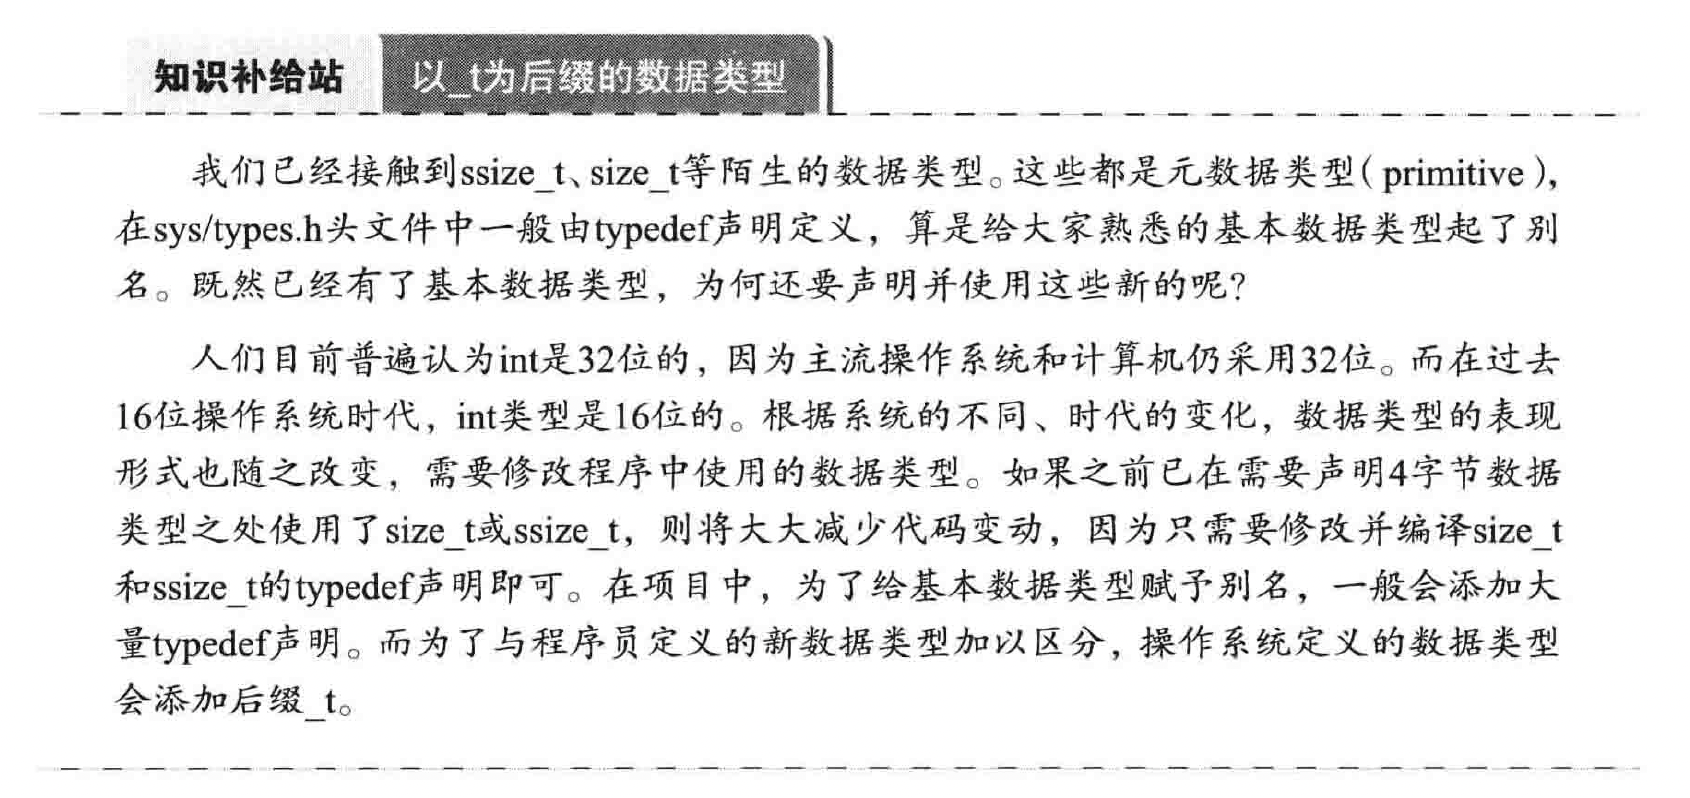 知识补给站 以_t为后缀的数据类型
我们已经接触到ssize_t、size_t等陌生的数据类型。这些都是元数据类型（primitive），
在sys/types.h头文件中一般由typedef声明定义，算是给大家熟悉的基本数据类型起了别
名。既然已经有了基本数据类型，为何还要声明并使用这些新的呢？
人们目前普遍认为int是32位的，因为主流操作系统和计算机仍采用32位。而在过去
16位操作系统时代，int类型是16位的。根据系统的不同、时代的变化，数据类型的表现
形式也随之改变，需要修改程序中使用的数据类型。如果之前已在需要声明4字节数据
类型之处使用了size_t或ssize_t，则将大大减少代码变动，因为只需要修改并编译size_t
和ssize_t的typedef声明即可。在项目中，为了给基本数据类型赋予别名，一般会添加大
量typedef声明。而为了与程序员定义的新数据类型加以区分，操作系统定义的数据类型
会添加后缀_t。